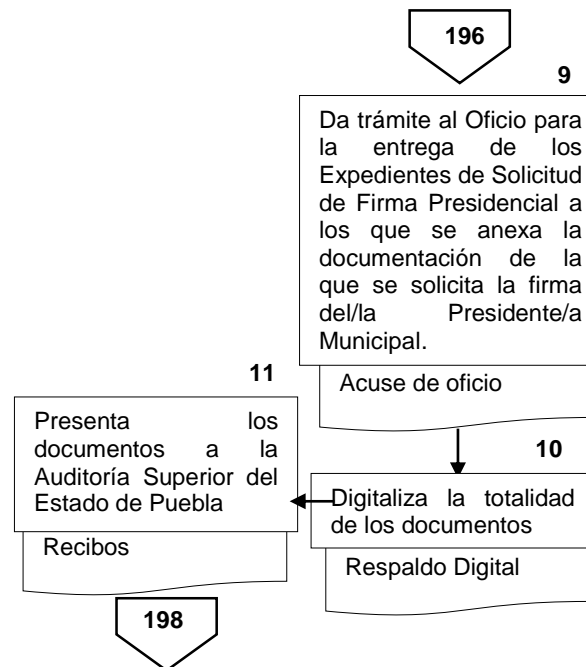 196
9
Da trámite al Oficio para
la entrega de los
Expedientes de Solicitud
de Firma Presidencial a
los que se anexa la
documentación de la
que se solicita la firma
del/la Presidente/a
Municipal.
Acuse de oficio
10
Digitaliza la totalidad
de los documentos
Respaldo Digital
11
Presenta los
documentos a la
Auditoría Superior del
Estado de Puebla
Recibos
198